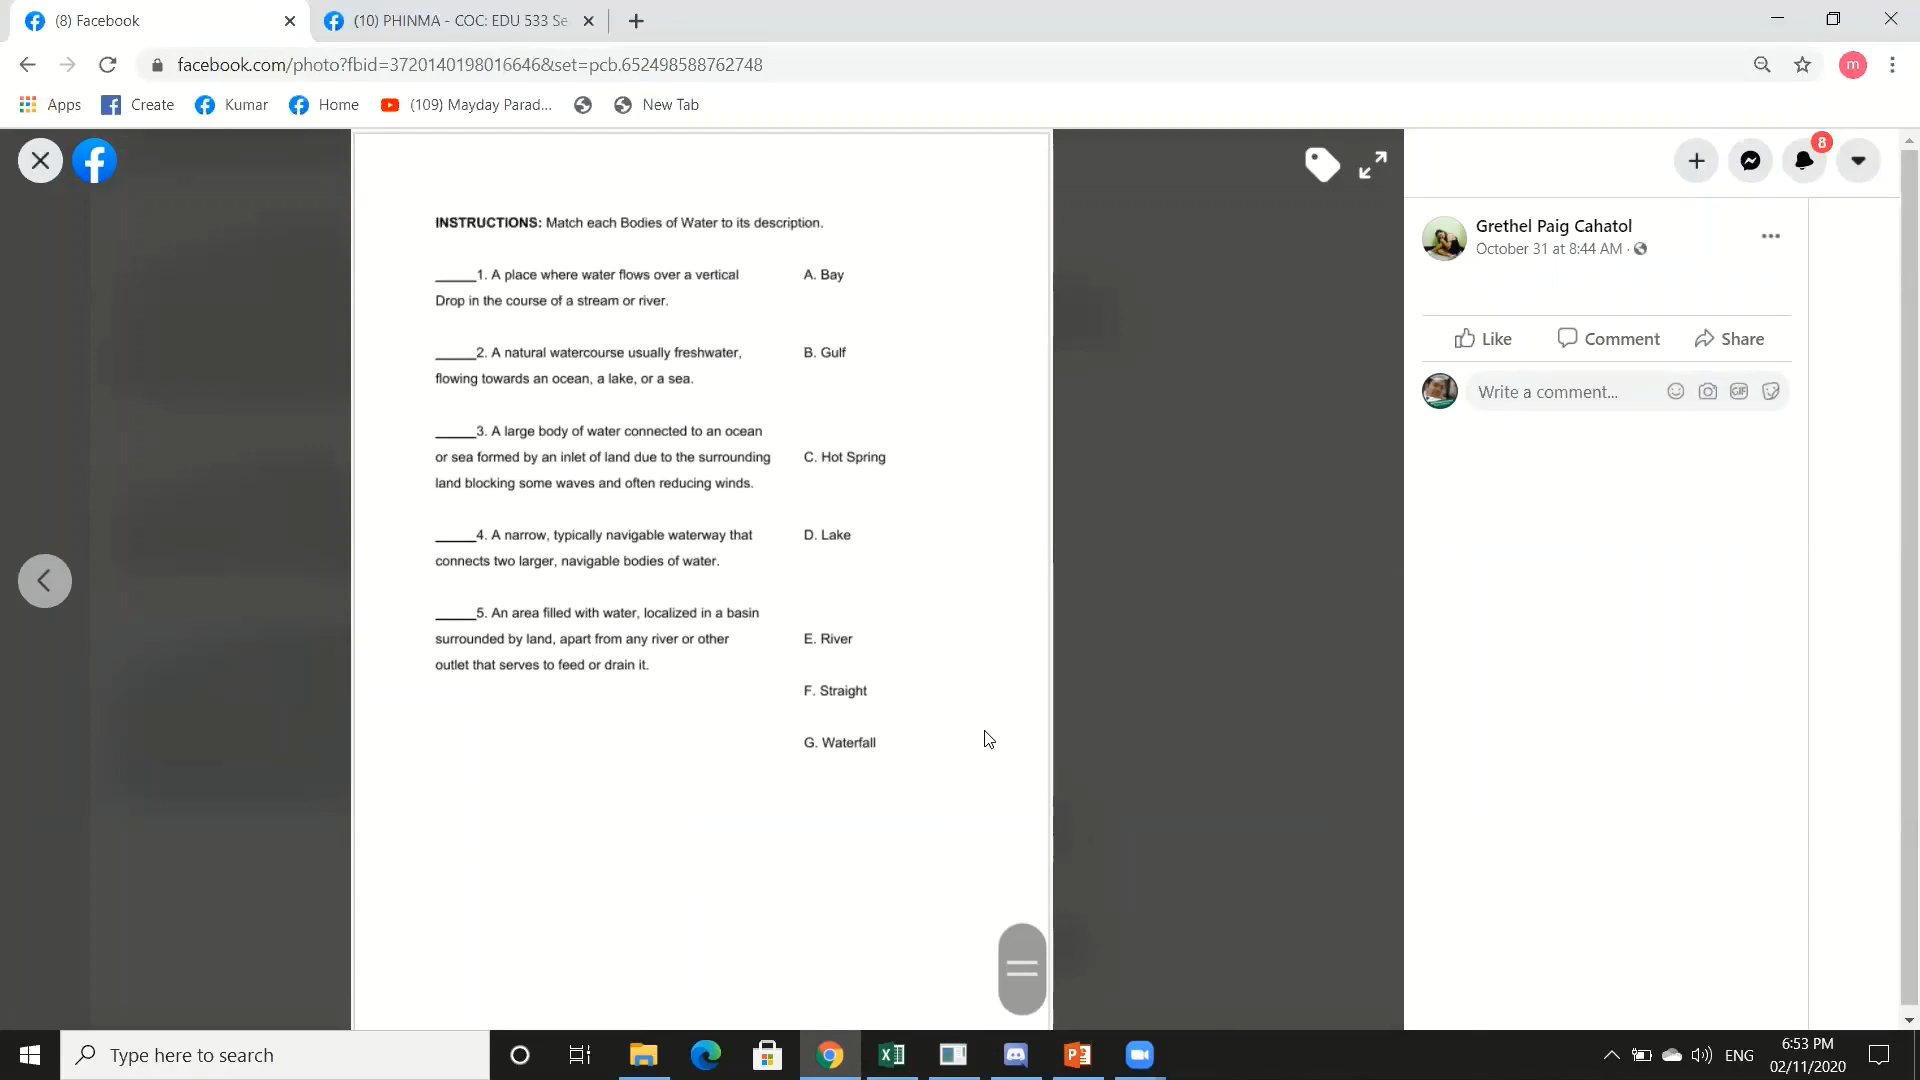 (8) Facebook
(10) PHINMA - COC: EDU 533 Se
facebook.com/photo?fbid=3720140198016646&set=pcb.652498588762748
m
Apps Create Kumar Home (109) Mayday Parad... New Tab
8
Grethel Paig Cahatol
October 31 at 8:44 AM ·
Like Comment Share
Write a comment... GIF
INSTRUCTIONS: Match each Bodies of Water to its description.
_____1. A place where water flows over a vertical A. Bay
Drop in the course of a stream or river.
_____2. A natural watercourse usually freshwater, B. Gulf
flowing towards an ocean, a lake, or a sea.
_____3. A large body of water connected to an ocean
or sea formed by an inlet of land due to the surrounding C. Hot Spring
land blocking some waves and often reducing winds.
_____4. A narrow, typically navigable waterway that D. Lake
connects two larger, navigable bodies of water.
_____5. An area filled with water, localized in a basin
surrounded by land, apart from any river or other E. River
outlet that serves to feed or drain it.
F. Straight
G. Waterfall
Type here to search
ENG
6:53 PM
02/11/2020